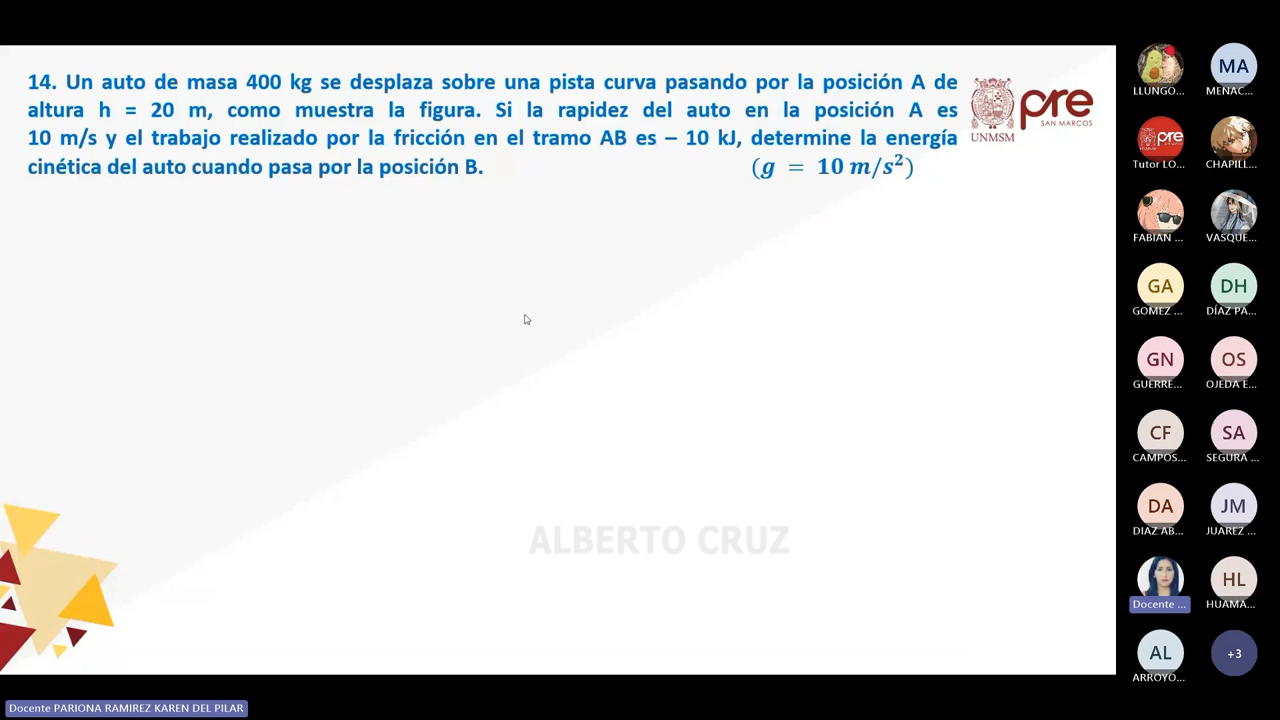 14. Un auto de masa 400 kg se desplaza sobre una pista curva pasando por la posición A de
altura h = 20 m, como muestra la figura. Si la rapidez del auto en la posición A es
10 m/s y el trabajo realizado por la fricción en el tramo AB es – 10 kJ, determine la energía
cinética del auto cuando pasa por la posición B. (g = 10 m/s²)
UNMSM
pre
SAN MARCOS
ALBERTO CRUZ
LLUNGO...
MA
MENAC...
pre
Tutor LO...
CHAPILL...
FABIAN ...
VASQUE...
GA
GOMEZ ...
DH
DÍAZ PA...
GN
GUERRE...
OS
OJEDA E...
CF
CAMPOS...
SA
SEGURA ...
DA
DIAZ AB...
JM
JUAREZ ...
Docente ...
HL
HUAMA...
AL
ARROYO...
+3
Docente PARIONA RAMIREZ KAREN DEL PILAR